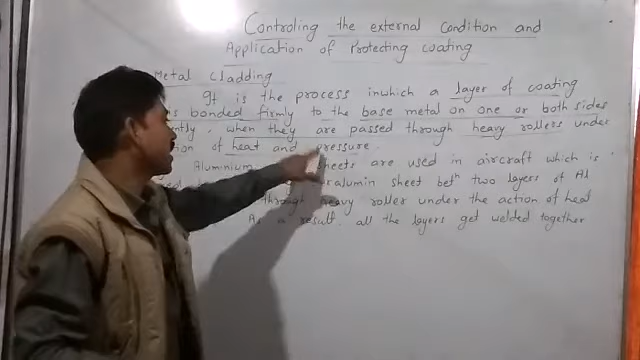 Controling the external Condition and
Application of Protecting coating
Metal Cladding
It is the process inwhich a layer of coating
is bonded firmly to the base metal on one or both sides
when they are passed through heavy rollers under
of heat and pressure.
Aluminium sheets are used in aircraft which is
sheet betⁿ two layers of Al
through heavy roller under the action of heat
As a result, all the layers get welded together